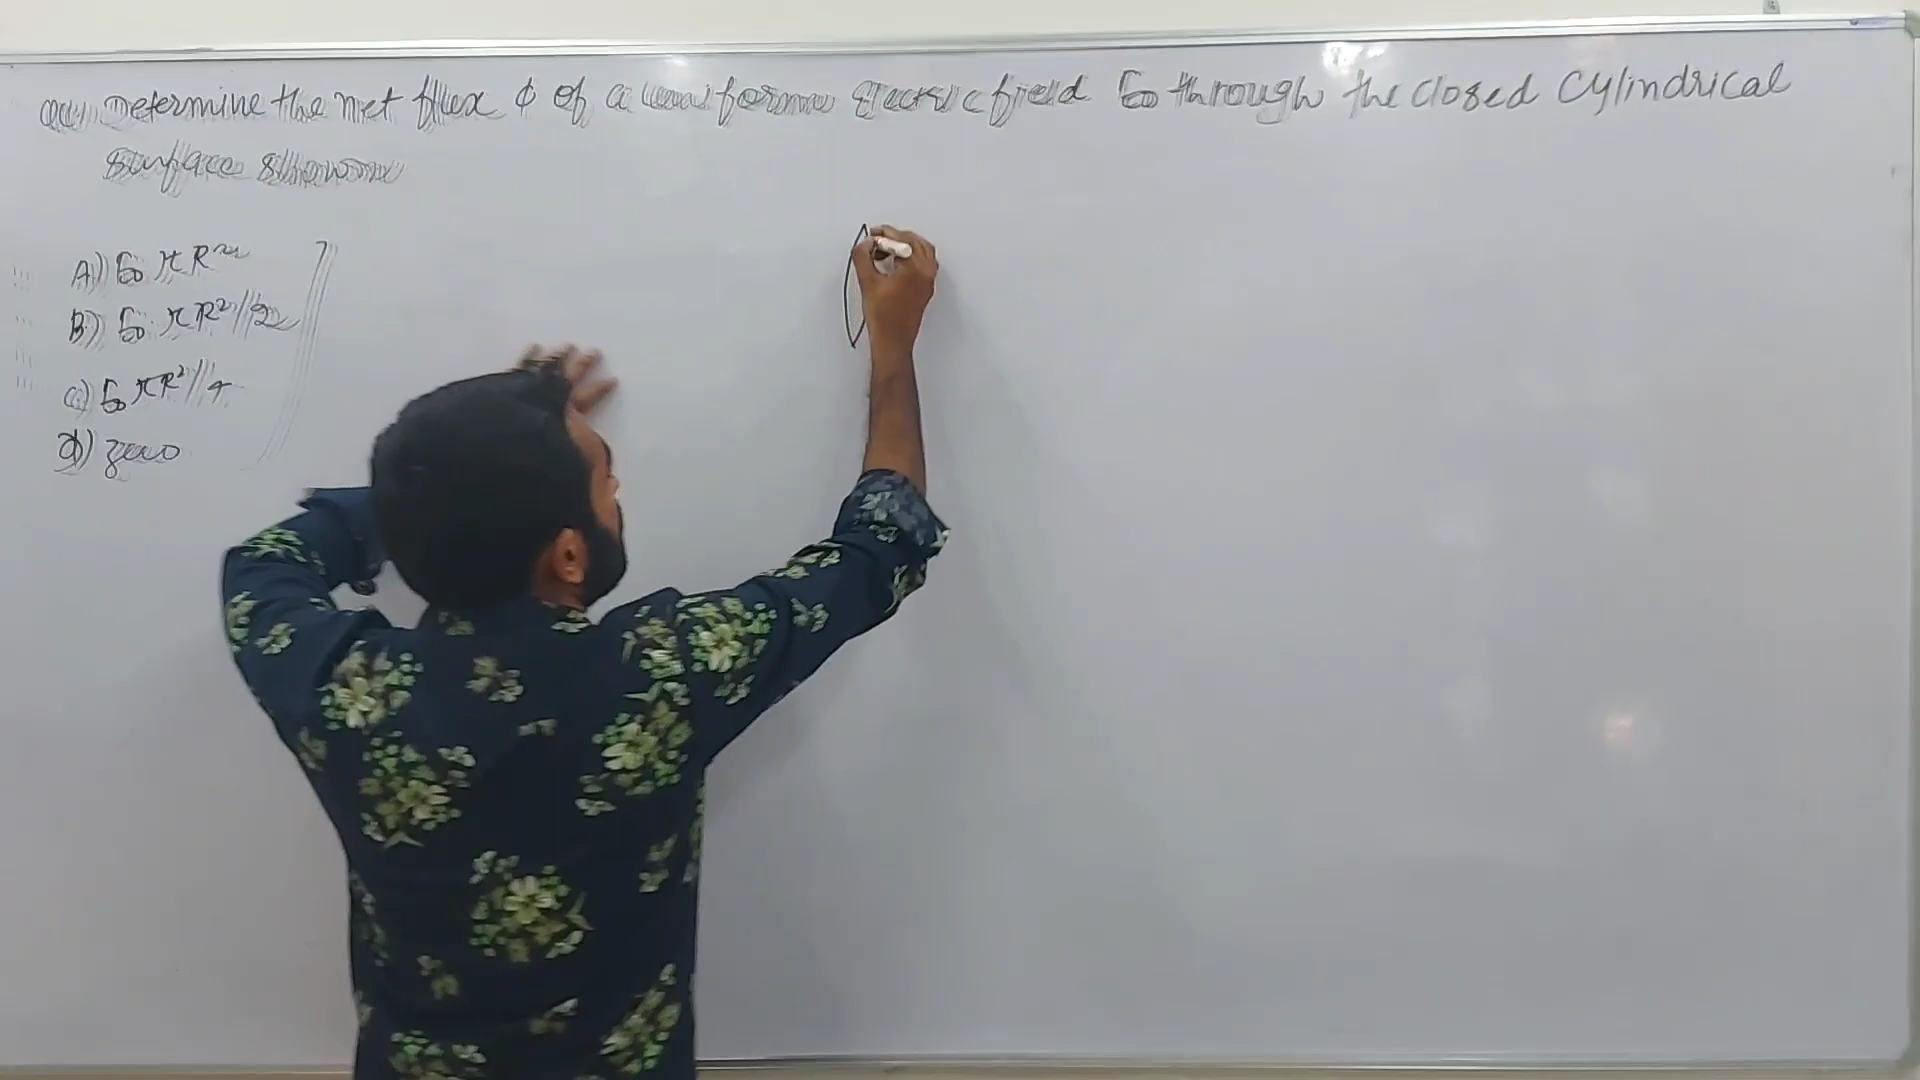 Determine the net flux ϕ of a uniform Electric field E₀ through the closed Cylindrical
Surface shown
A) E₀ πR²
B) E₀ πR²/2
C) E₀ πR²/4
D) zero